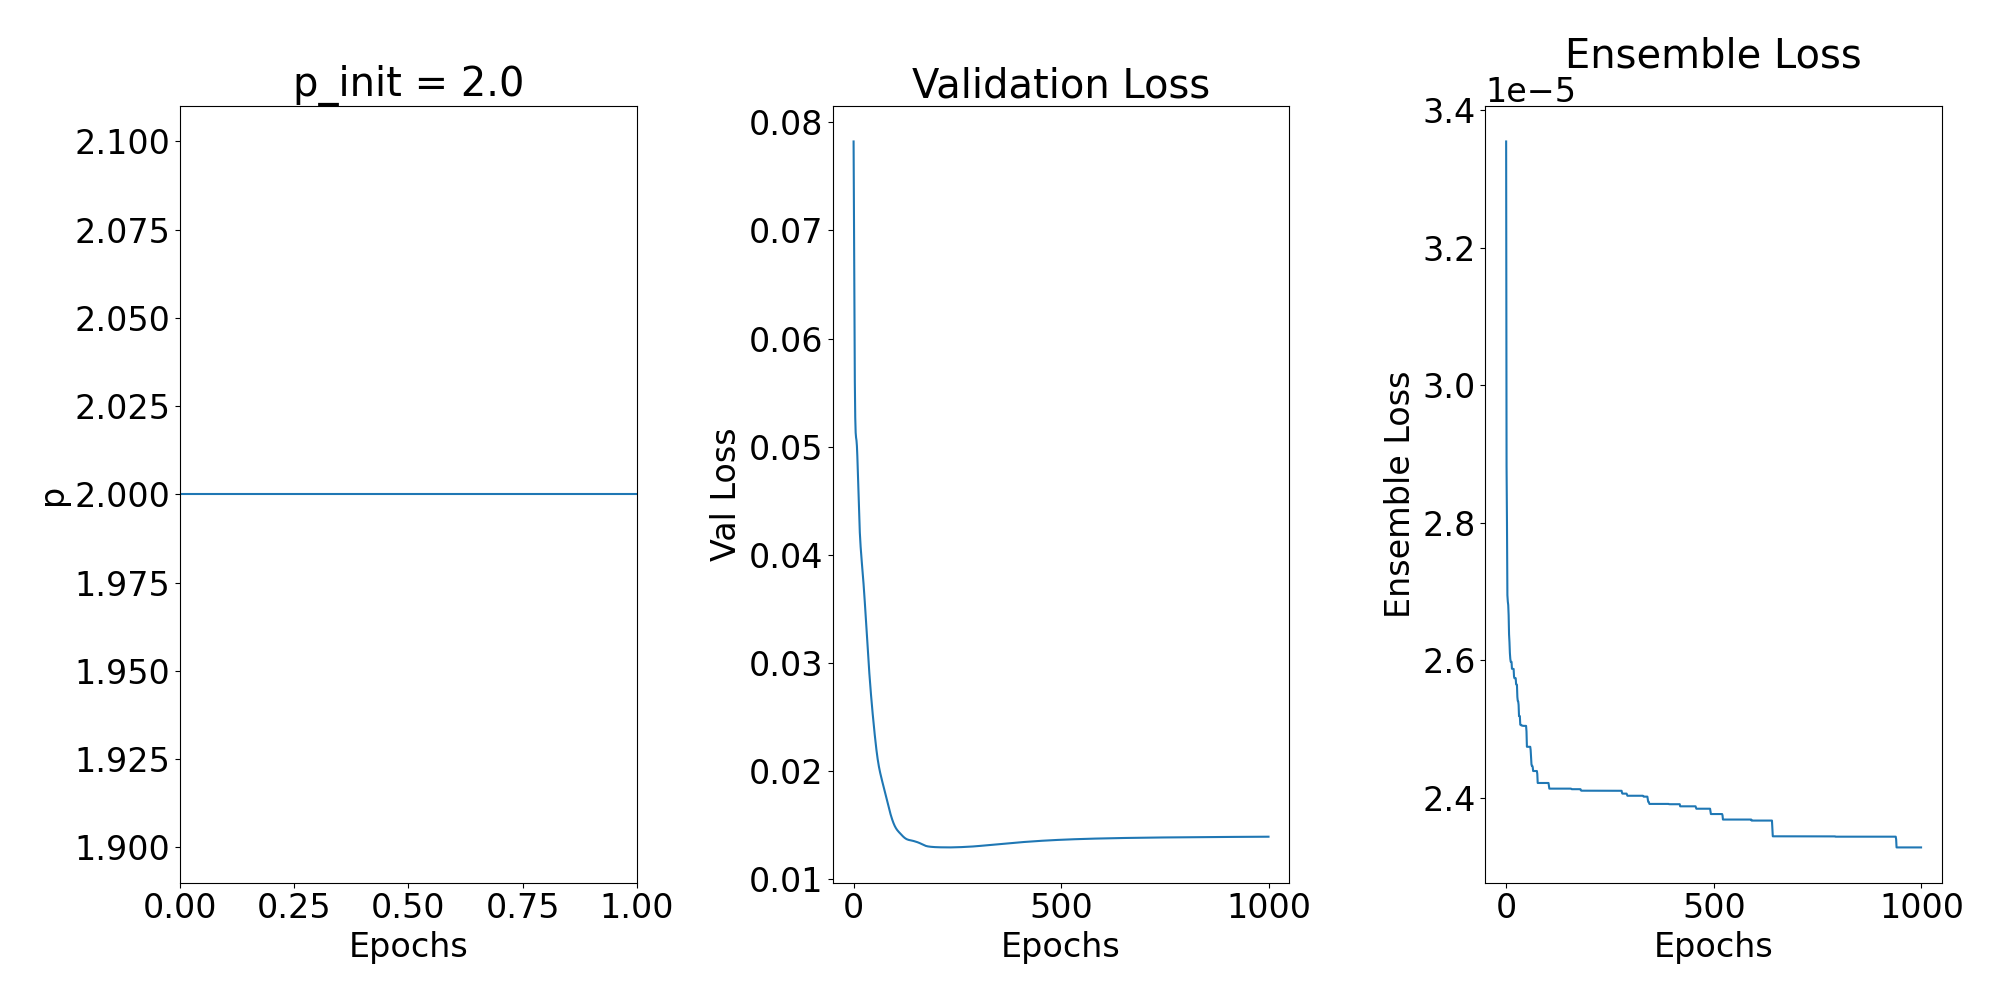 p_init = 2.0
2.100
2.075
2.050
2.025
2.000
1.975
1.950
1.925
1.900
p
0.00 0.25 0.50 0.75 1.00
Epochs
Validation Loss
0.08
0.07
0.06
0.05
0.04
0.03
0.02
0.01
Val Loss
0 500 1000
Epochs
Ensemble Loss
1e−5
3.4
3.2
3.0
2.8
2.6
2.4
Ensemble Loss
0 500 1000
Epochs